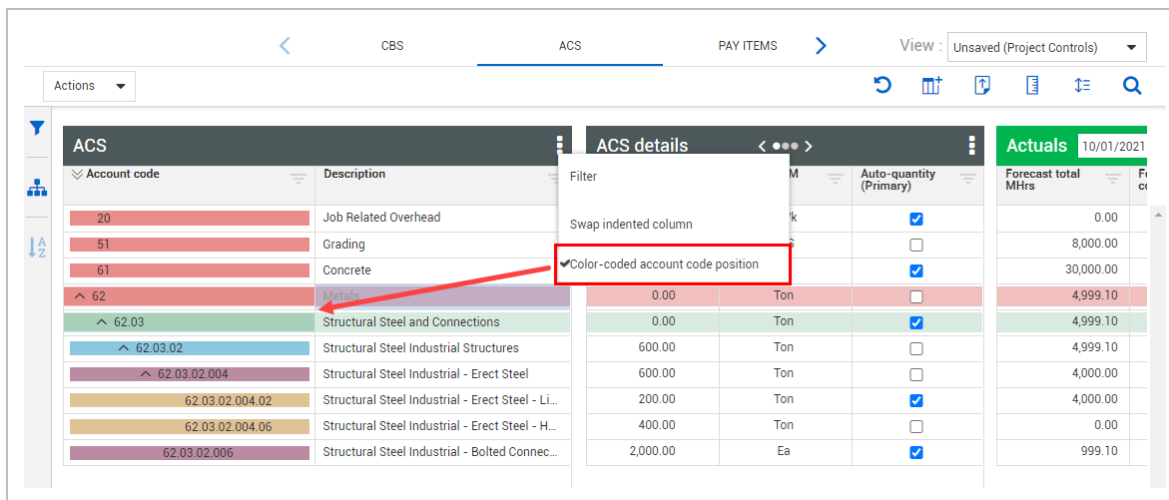 CBS ACS PAY ITEMS View : Unsaved (Project Controls)
Actions
ACS ACS details Actuals 10/01/2021
Account code Description M Auto-quantity (Primary) Forecast total MHrs
Filter
Swap indented column
Color-coded account code position
20 Job Related Overhead 0.00
51 Grading 8,000.00
61 Concrete 30,000.00
62 Metals 0.00 Ton 4,999.10
62.03 Structural Steel and Connections 0.00 Ton 4,999.10
62.03.02 Structural Steel Industrial Structures 600.00 Ton 4,999.10
62.03.02.004 Structural Steel Industrial - Erect Steel 600.00 Ton 4,000.00
62.03.02.004.02 Structural Steel Industrial - Erect Steel - Li... 200.00 Ton 4,000.00
62.03.02.004.06 Structural Steel Industrial - Erect Steel - H... 400.00 Ton 0.00
62.03.02.006 Structural Steel Industrial - Bolted Connec... 2,000.00 Ea 999.10